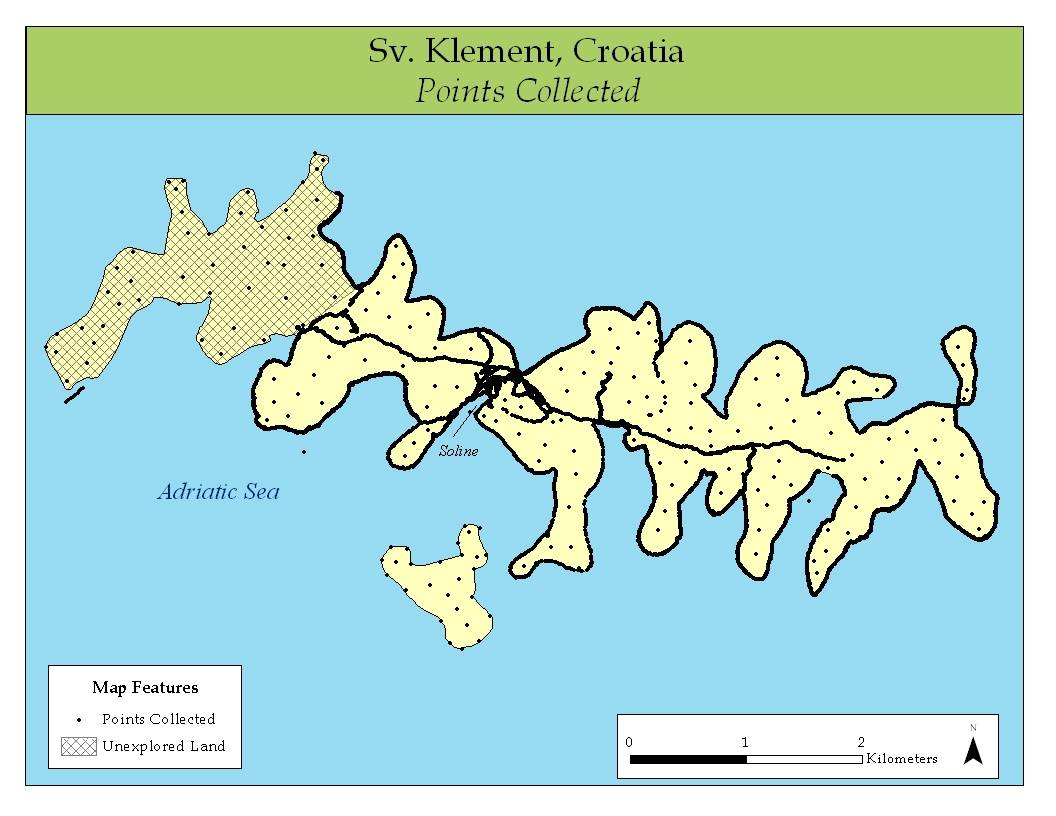 Sv. Klement, Croatia
Points Collected
Soline
Adriatic Sea
Map Features
Points Collected
Unexplored Land
N
0 1 2
Kilometers